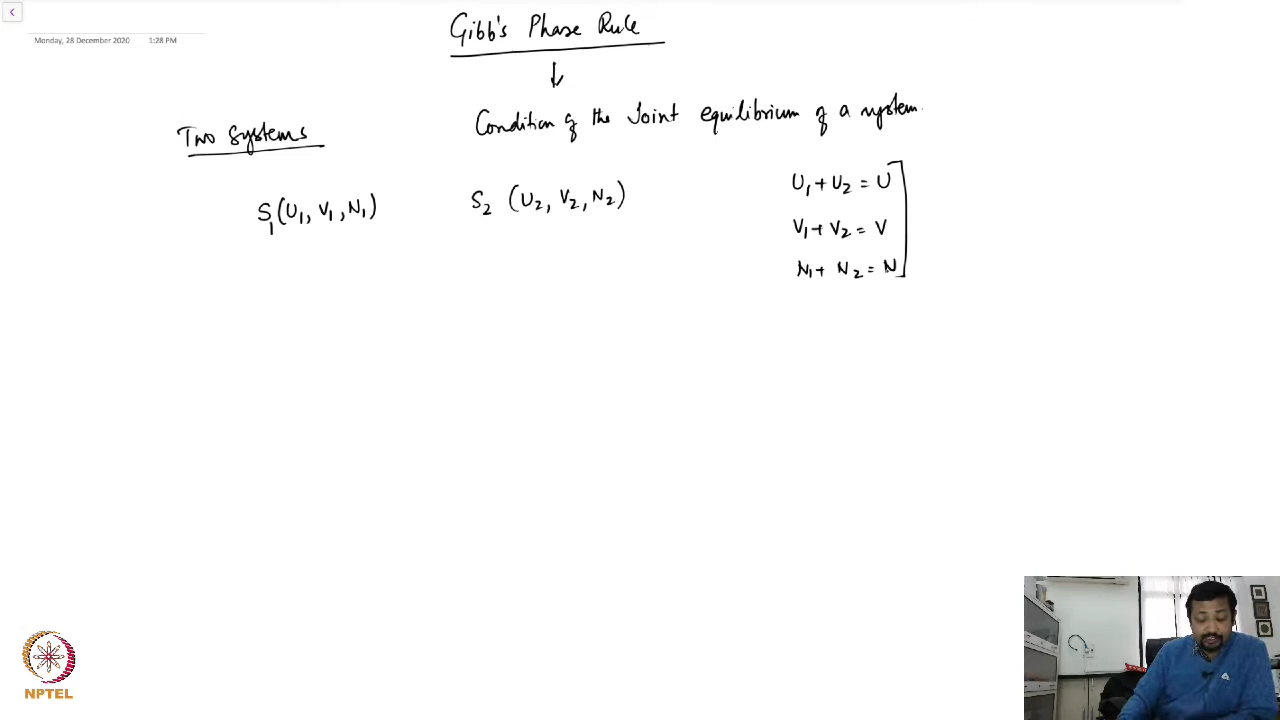 Monday, 28 December 2020 1:28 PM
Gibb's Phase Rule
Condition of the Joint equilibrium of a system.
Two Systems
S₁(U₁, V₁, N₁) S₂ (U₂, V₂, N₂)
U₁ + U₂ = U
V₁ + V₂ = V
N₁ + N₂ = N
NPTEL